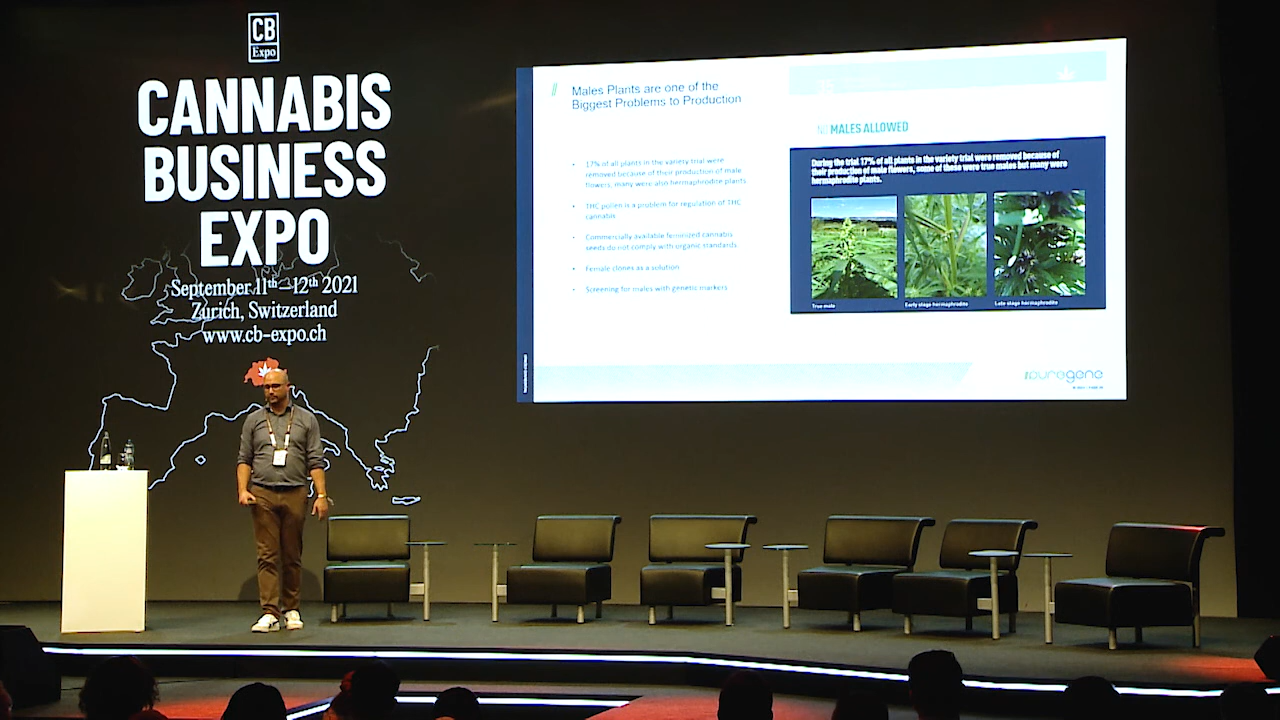 CB
Expo
CANNABIS
BUSINESS
EXPO
September 11th–12th 2021
Zürich, Switzerland
www.cb-expo.ch
Males Plants are one of the
Biggest Problems to Production
17% of all plants in the variety trial were
removed because of their production of male
flowers, many were also hermaphrodite plants
THC pollen is a problem for regulation of THC
cannabis
Commercially available feminized cannabis
seeds do not comply with organic standards
Female clones as a solution
Screening for males with genetic markers
NO MALES ALLOWED
During the trial 17% of all plants in the variety trial were removed because of
their production of male flowers, some of these were true males but many were
hermaphrodite plants.
True male
Early stage hermaphrodite
Late stage hermaphrodite
puregene